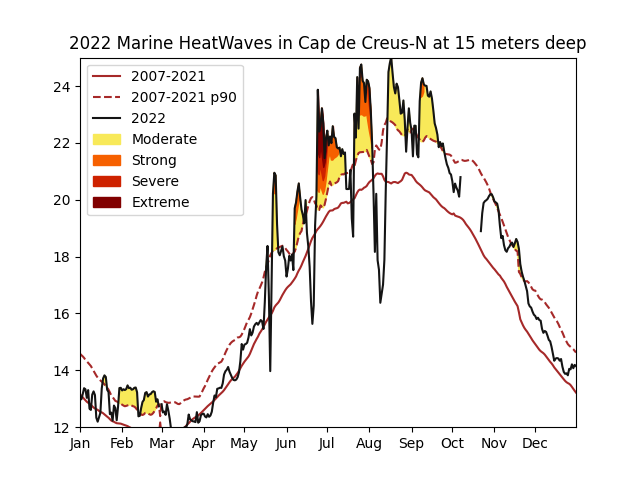 2022 Marine HeatWaves in Cap de Creus-N at 15 meters deep
2007-2021
2007-2021 p90
2022
Moderate
Strong
Severe
Extreme
24
22
20
18
16
14
12
Jan Feb Mar Apr May Jun Jul Aug Sep Oct Nov Dec